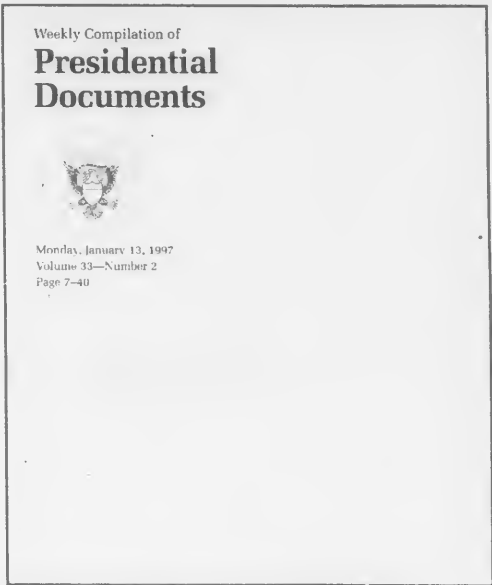 Weekly Compilation of
Presidential
Documents
Monday, January 13, 1997
Volume 33—Number 2
Page 7–40